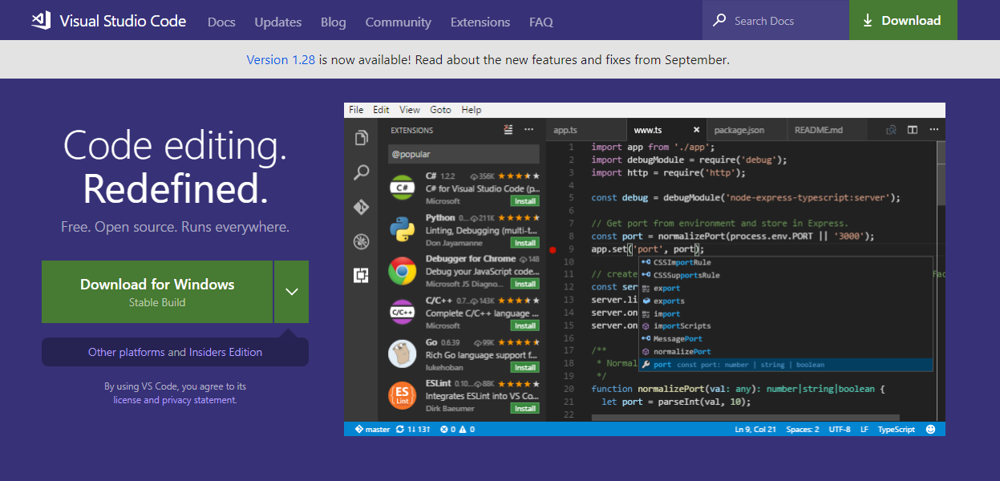 Visual Studio Code Docs Updates Blog Community Extensions FAQ Search Docs Download
Version 1.28 is now available! Read about the new features and fixes from September.
Code editing.
Redefined.
Free. Open source. Runs everywhere.
Download for Windows
Stable Build
Other platforms and Insiders Edition
By using VS Code, you agree to its
license and privacy statement.
File Edit View Goto Help
EXTENSIONS
@popular
C# 1.2.2 356K
C# for Visual Studio Code (p...
Microsoft Install
Python 0... 211K
Linting, Debugging (multi-t...
Don Jayamanne Install
Debugger for Chrome 148
Debug your JavaScript code...
Microsoft JS Diagno... Install
C/C++ 0.7... 143K
Complete C/C++ language ...
Microsoft Install
Go 0.6.39 99K
Rich Go language support f...
lukehoban Install
ESLint 0.10... 88K
Integrates ESLint into VS Co...
Dirk Baeumer Install
C#
C/C++
ES
Lint
app.ts www.ts × package.json README.md
1 import app from './app';
2 import debugModule = require('debug');
3 import http = require('http');
4
5 const debug = debugModule('node-express-typescript:server');
6
7 // Get port from environment and store in Express.
8 const port = normalizePort(process.env.PORT || '3000');
9 app.set('port', port);
10
11 // create
12 const ser
13 server.li
14 server.on
15 server.on
16
17 /**
18 * Normal
19 */
20 function normalizePort(val: any): number|string|boolean {
21 let port = parseInt(val, 10);
22
CSSImportRule
CSSSupportsRule
export
exports
import
importScripts
MessagePort
normalizePort
port const port: number | string | boolean
master 1↓ 13↑ 0 0 Ln 9, Col 21 Spaces: 2 UTF-8 LF TypeScript